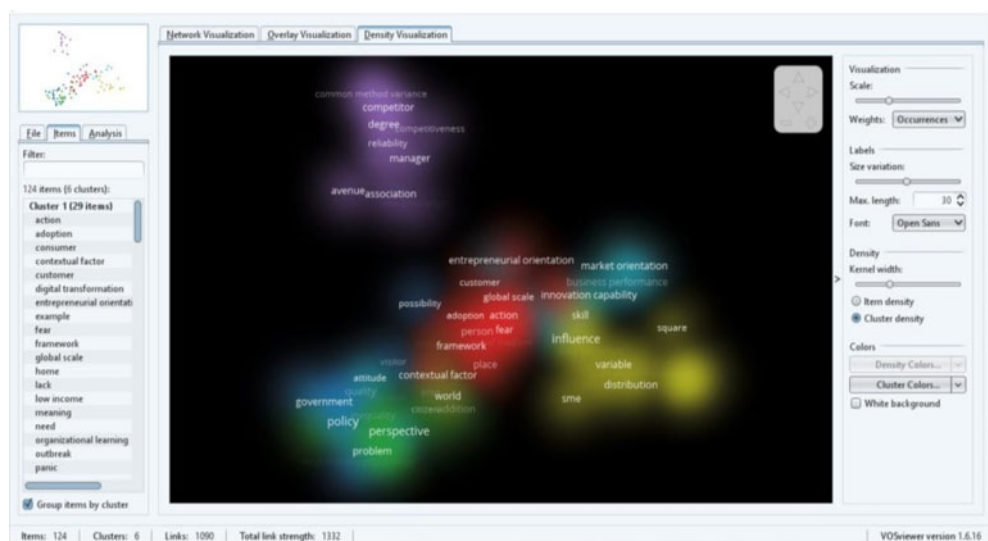 Network Visualization Overlay Visualization Density Visualization
File Items Analysis
Filter:
124 items (6 clusters):
Cluster 1 (29 items)
action
adoption
consumer
contextual factor
customer
digital transformation
entrepreneurial orientati
example
fear
framework
global scale
home
lack
low income
meaning
need
organizational learning
outbreak
panic
Group items by cluster
common method variance
competitor
degree
competitiveness
reliability
manager
avenue
association
entrepreneurial orientation
market orientation
customer
business performance
global scale
innovation capability
possibility
adoption
action
skill
person
fear
square
influence
framework
visitor
place
variable
attitude
contextual factor
distribution
quality
government
world
sme
citizen
addition
policy
perspective
problem
Visualization
Scale:
Weights: Occurrences
Labels
Size variation:
Max. length: 30
Font: Open Sans
Density
Kernel width:
Item density
Cluster density
Colors
Density Colors...
Cluster Colors...
White background
>
Items: 124 Clusters: 6 Links: 1090 Total link strength: 1332 VOSviewer version 1.6.16